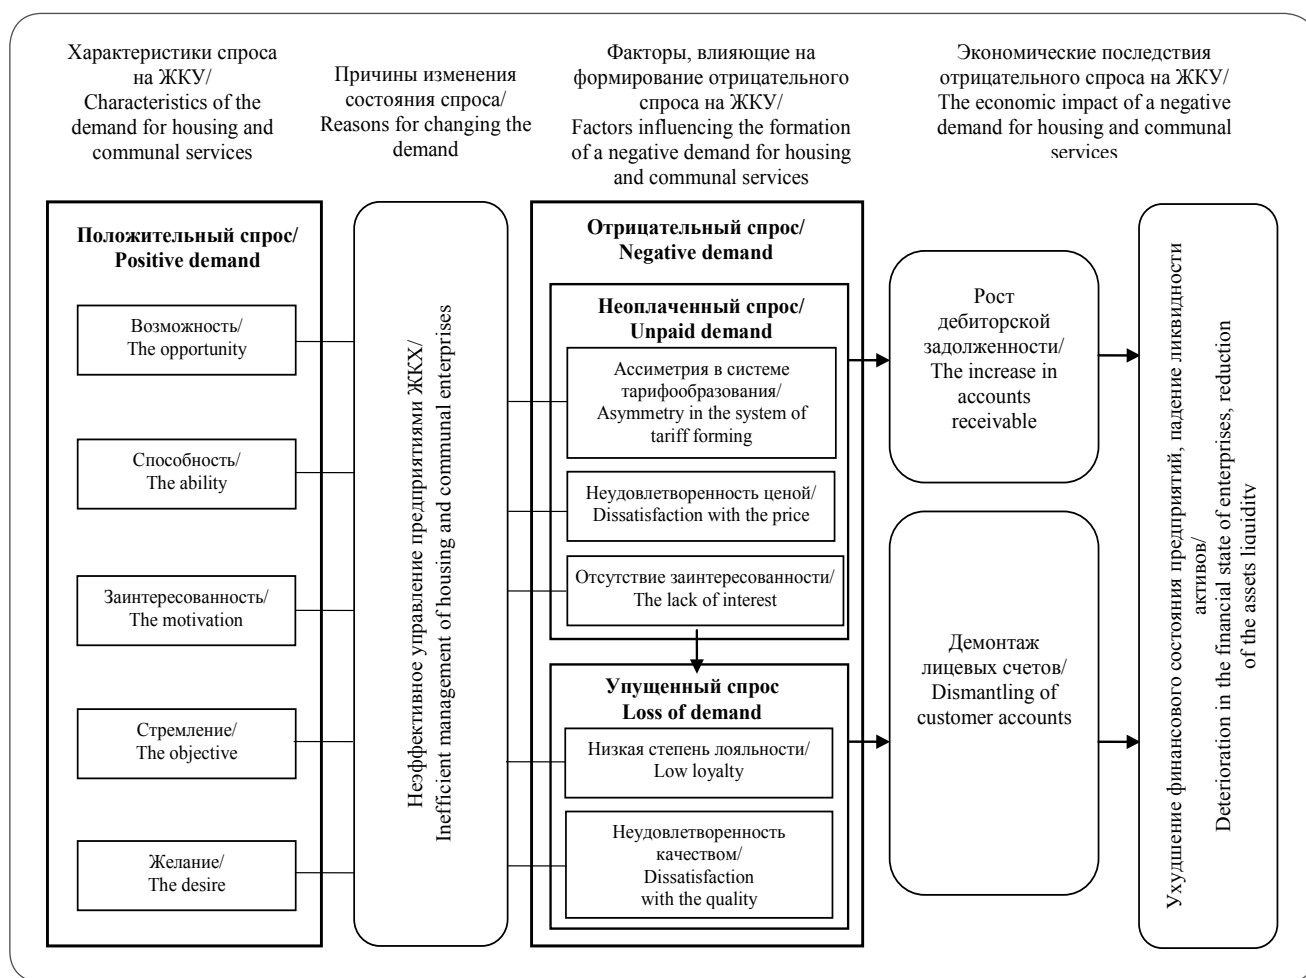 Характеристики спроса
на ЖКУ/
Characteristics of the
demand for housing and
communal services
Причины изменения
состояния спроса/
Reasons for changing the
demand
Факторы, влияющие на
формирование отрицательного
спроса на ЖКУ/
Factors influencing the formation
of a negative demand for housing
and communal services
Экономические последствия
отрицательного спроса на ЖКУ/
The economic impact of a negative
demand for housing and communal
services
Положительный спрос/
Positive demand
Возможность/
The opportunity
Способность/
The ability
Заинтересованность/
The motivation
Стремление/
The objective
Желание/
The desire
Неэффективное управление предприятиями ЖКХ/
Inefficient management of housing and communal enterprises
Отрицательный спрос/
Negative demand
Неоплаченный спрос/
Unpaid demand
Ассиметрия в системе
тарифообразования/
Asymmetry in the system of
tariff forming
Неудовлетворенность ценой/
Dissatisfaction with the price
Отсутствие заинтересованности/
The lack of interest
Упущенный спрос
Loss of demand
Низкая степень лояльности/
Low loyalty
Неудовлетворенность
качеством/
Dissatisfaction
with the quality
Рост
дебиторской
задолженности/
The increase in
accounts
receivable
Демонтаж
лицевых счетов/
Dismantling of
customer accounts
Ухудшение финансового состояния предприятий, падение ликвидности
активов/
Deterioration in the financial state of enterprises, reduction
of the assets liquidity